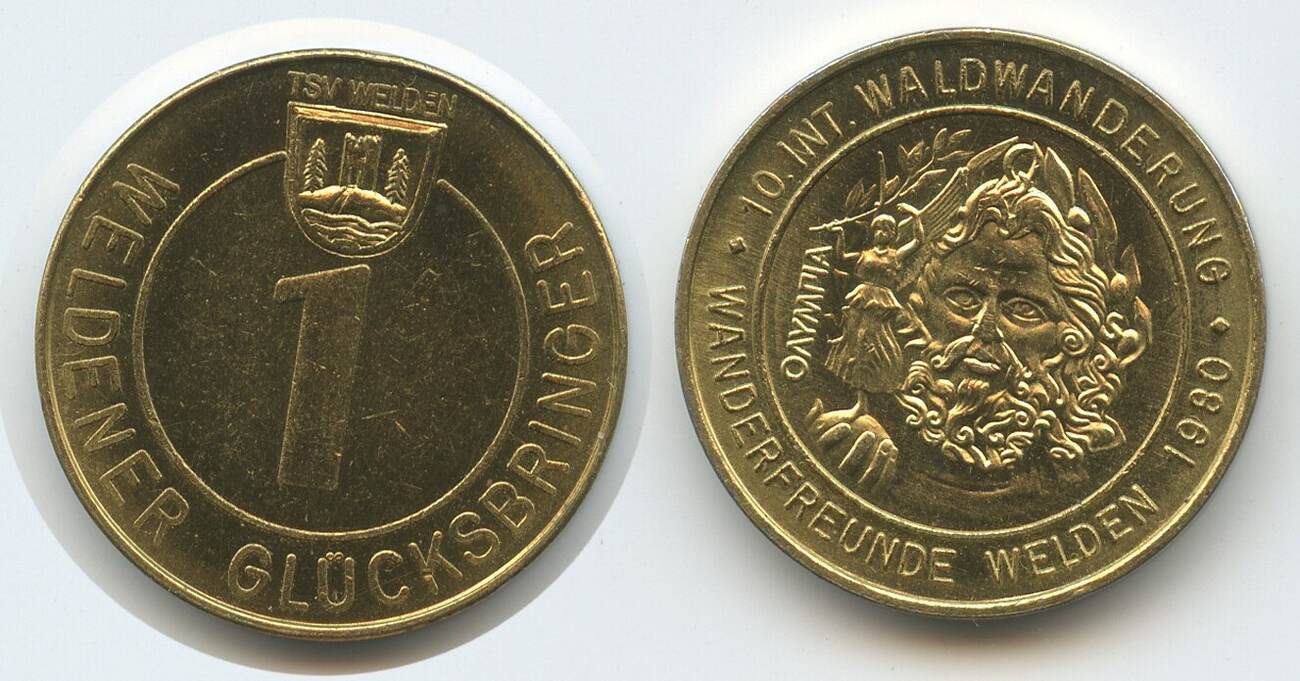 TSV WELDEN
1
WELDENER GLÜCKSBRINGER
10. INT. WALDWANDERUNG
WANDERFREUNDE WELDEN 1980
ΟΛΥΜΠΙΑ